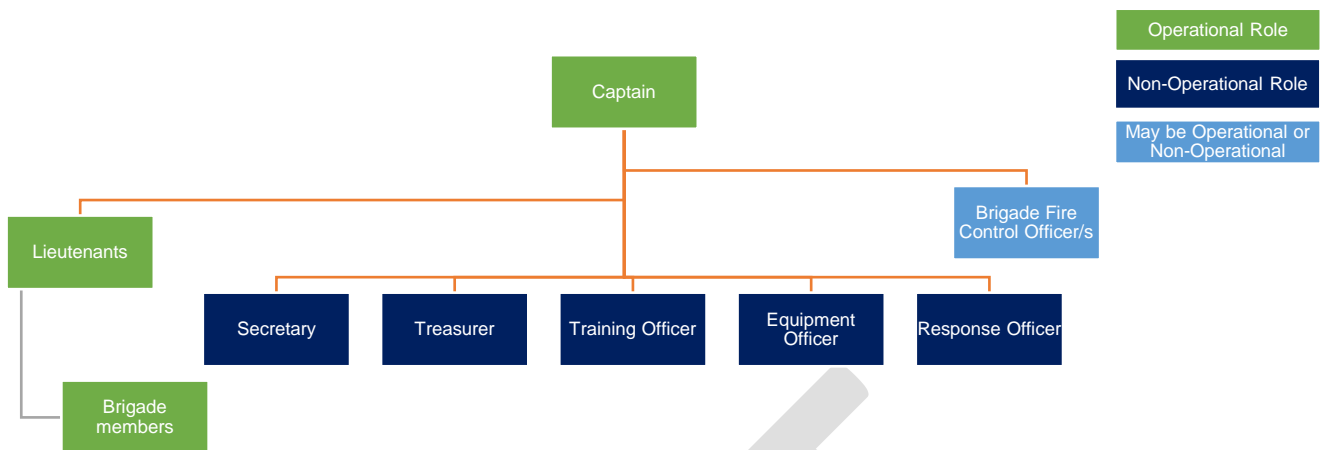 Operational Role
Captain
Non-Operational Role
May be Operational or
Non-Operational
Brigade Fire
Control Officer/s
Lieutenants
Secretary
Treasurer
Training Officer
Equipment
Officer
Response Officer
Brigade
members